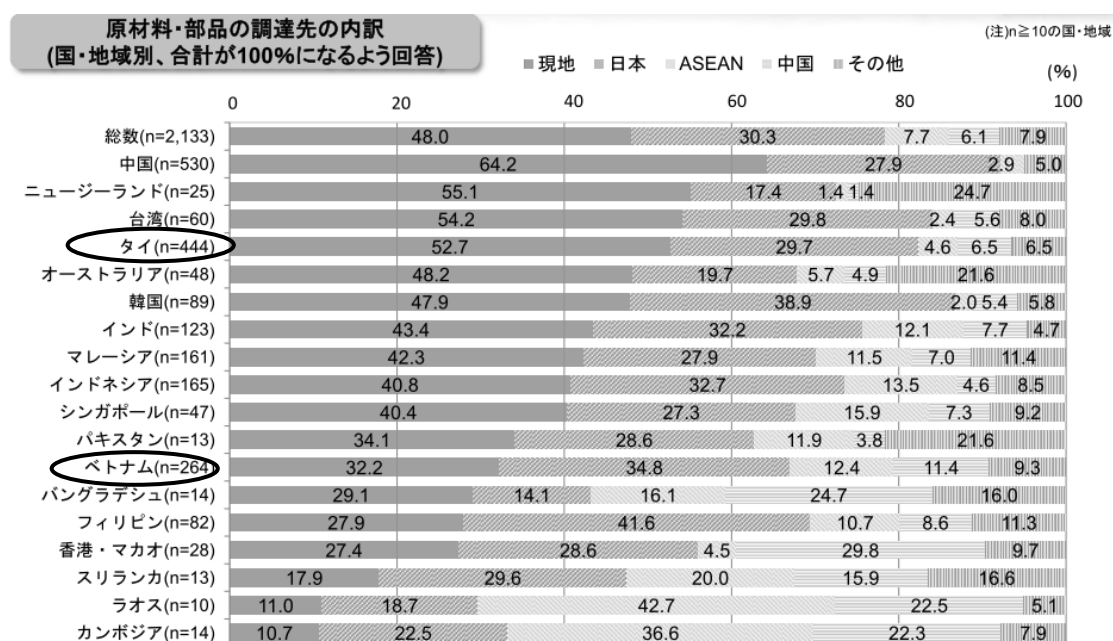 原材料・部品の調達先の内訳
(国・地域別、合計が100%になるよう回答)
(注)n≧10の国・地域
■現地 ■日本 ■ASEAN ■中国 ■その他
(%)
0 20 40 60 80 100
総数(n=2,133) 48.0 30.3 7.7 6.1 7.9
中国(n=530) 64.2 27.9 2.9 5.0
ニュージーランド(n=25) 55.1 17.4 1.4 1.4 24.7
台湾(n=60) 54.2 29.8 2.4 5.6 8.0
タイ(n=444) 52.7 29.7 4.6 6.5 6.5
オーストラリア(n=48) 48.2 19.7 5.7 4.9 21.6
韓国(n=89) 47.9 38.9 2.0 5.4 5.8
インド(n=123) 43.4 32.2 12.1 7.7 4.7
マレーシア(n=161) 42.3 27.9 11.5 7.0 11.4
インドネシア(n=165) 40.8 32.7 13.5 4.6 8.5
シンガポール(n=47) 40.4 27.3 15.9 7.3 9.2
パキスタン(n=13) 34.1 28.6 11.9 3.8 21.6
ベトナム(n=264) 32.2 34.8 12.4 11.4 9.3
バングラデシュ(n=14) 29.1 14.1 16.1 24.7 16.0
フィリピン(n=82) 27.9 41.6 10.7 8.6 11.3
香港・マカオ(n=28) 27.4 28.6 4.5 29.8 9.7
スリランカ(n=13) 17.9 29.6 20.0 15.9 16.6
ラオス(n=10) 11.0 18.7 42.7 22.5 5.1
カンボジア(n=14) 10.7 22.5 36.6 22.3 7.9